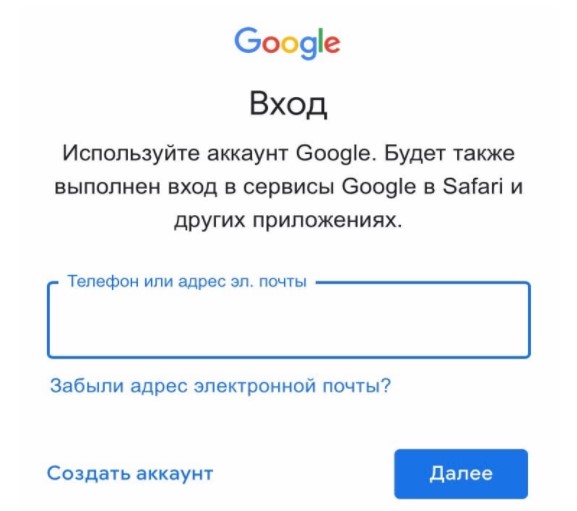 Google
Вход
Используйте аккаунт Google. Будет также
выполнен вход в сервисы Google в Safari и
других приложениях.
Телефон или адрес эл. почты
Забыли адрес электронной почты?
Создать аккаунт
Далее